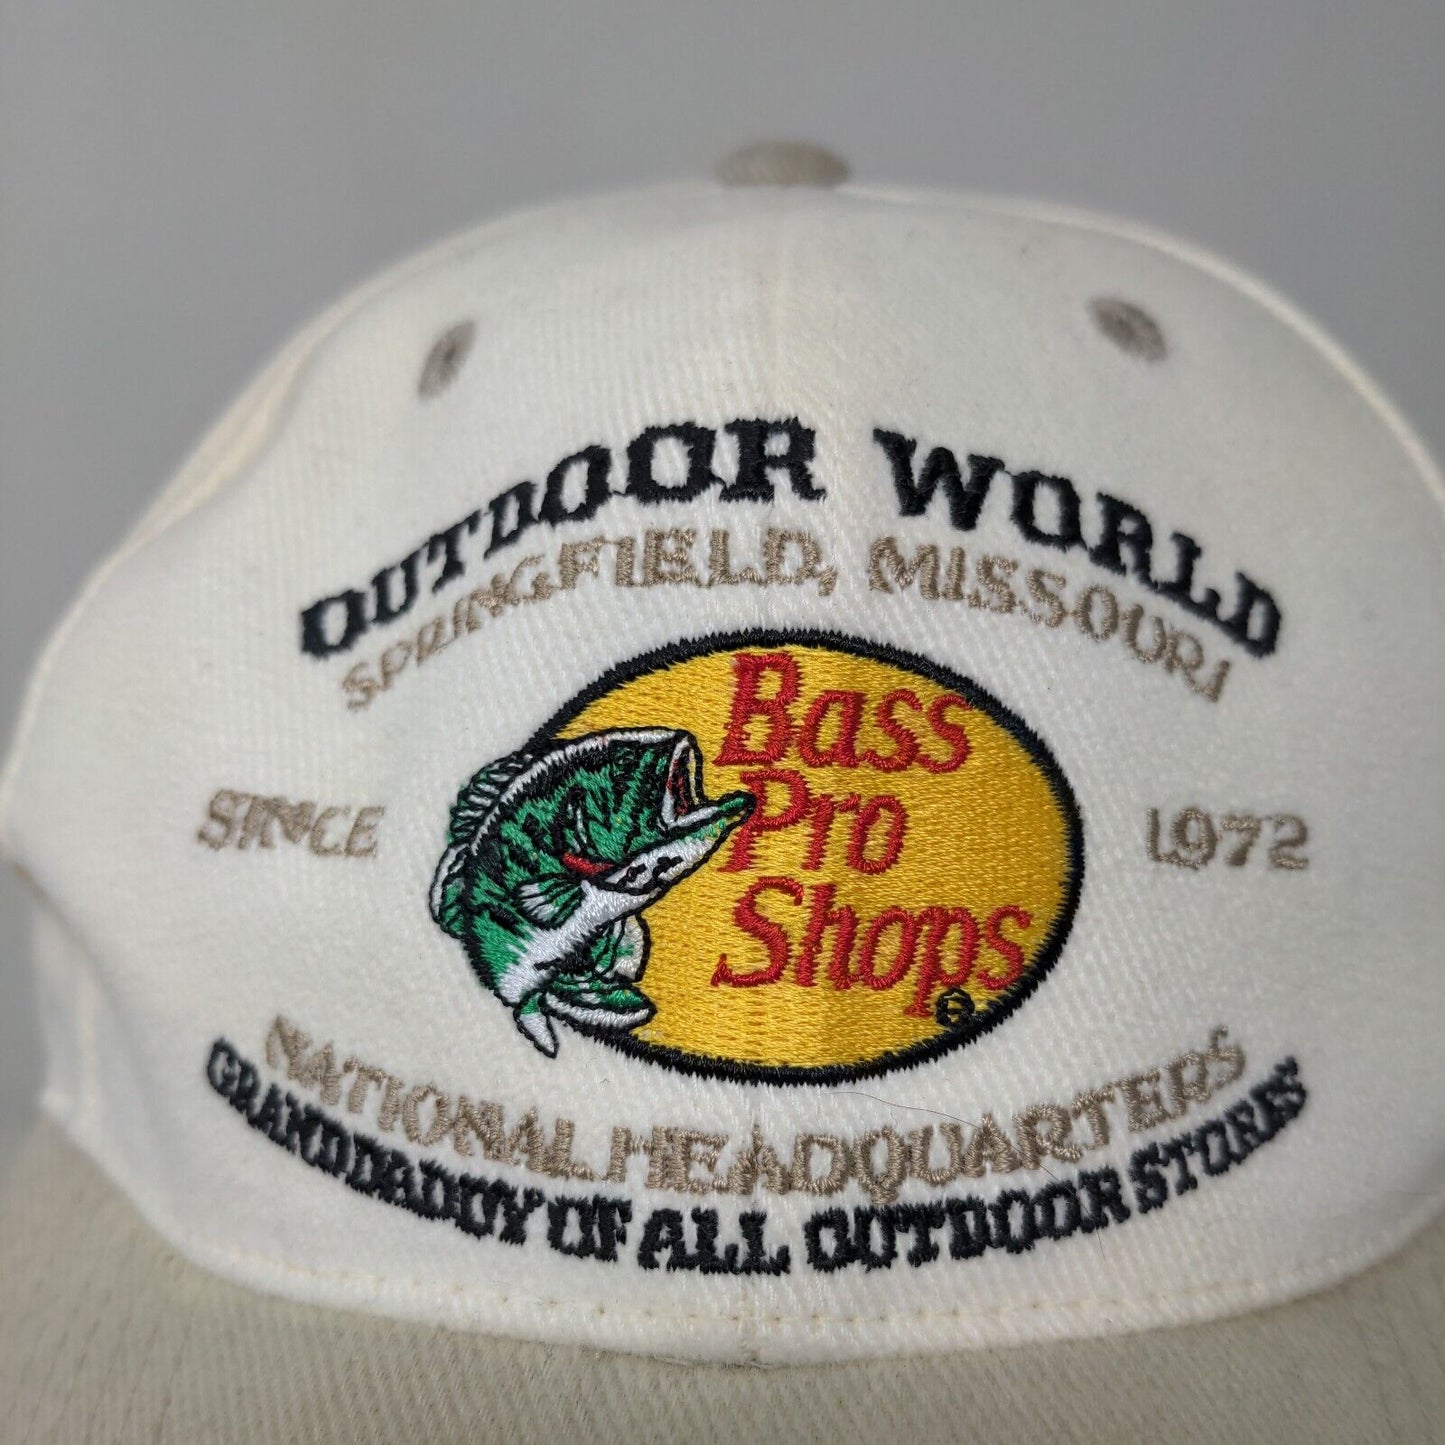 OUTDOOR WORLD
SPRINGFIELD, MISSOURI
Bass
Pro
Shops®
SINCE 1972
NATIONAL HEADQUARTERS
GRANDDADDY OF ALL OUTDOOR STORES